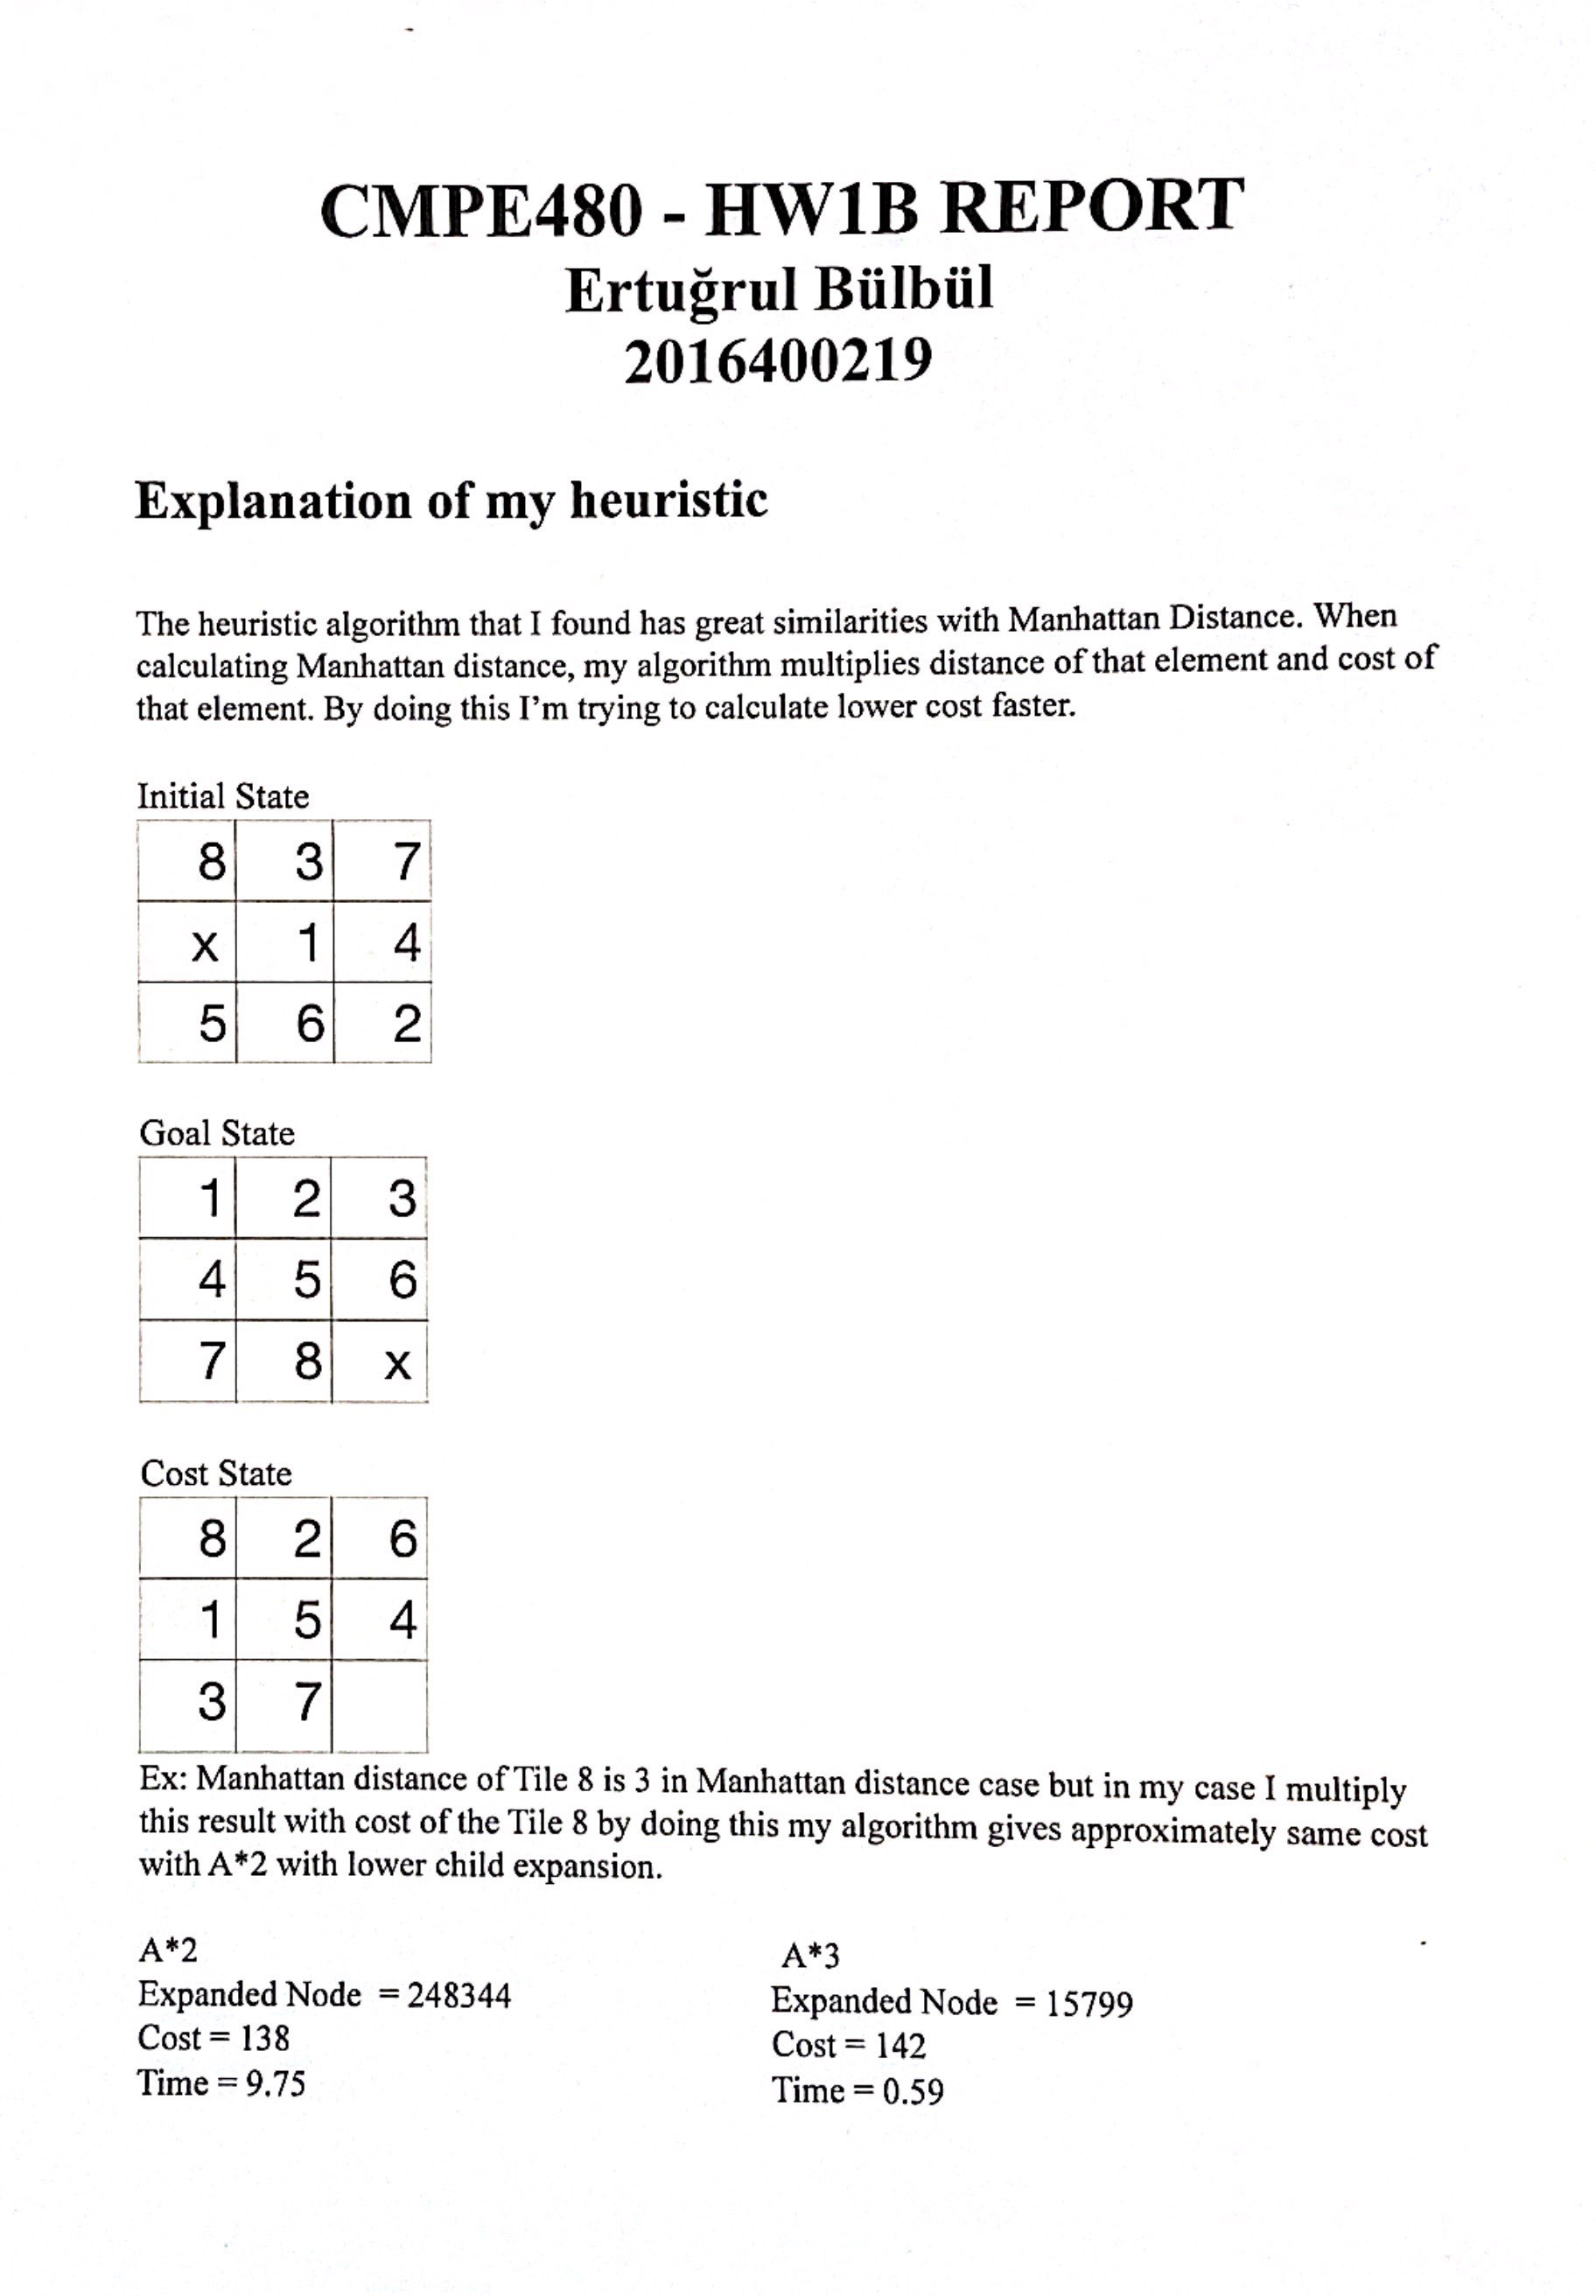 CMPE480 - HW1B REPORT
Ertuğrul Bülbül
2016400219
Explanation of my heuristic
The heuristic algorithm that I found has great similarities with Manhattan Distance. When
calculating Manhattan distance, my algorithm multiplies distance of that element and cost of
that element. By doing this I'm trying to calculate lower cost faster.
Initial State
8 3 7
x 1 4
5 6 2
Goal State
1 2 3
4 5 6
7 8 x
Cost State
8 2 6
1 5 4
3 7
Ex: Manhattan distance of Tile 8 is 3 in Manhattan distance case but in my case I multiply
this result with cost of the Tile 8 by doing this my algorithm gives approximately same cost
with A*2 with lower child expansion.
A*2
Expanded Node = 248344
Cost = 138
Time = 9.75
A*3
Expanded Node = 15799
Cost = 142
Time = 0.59